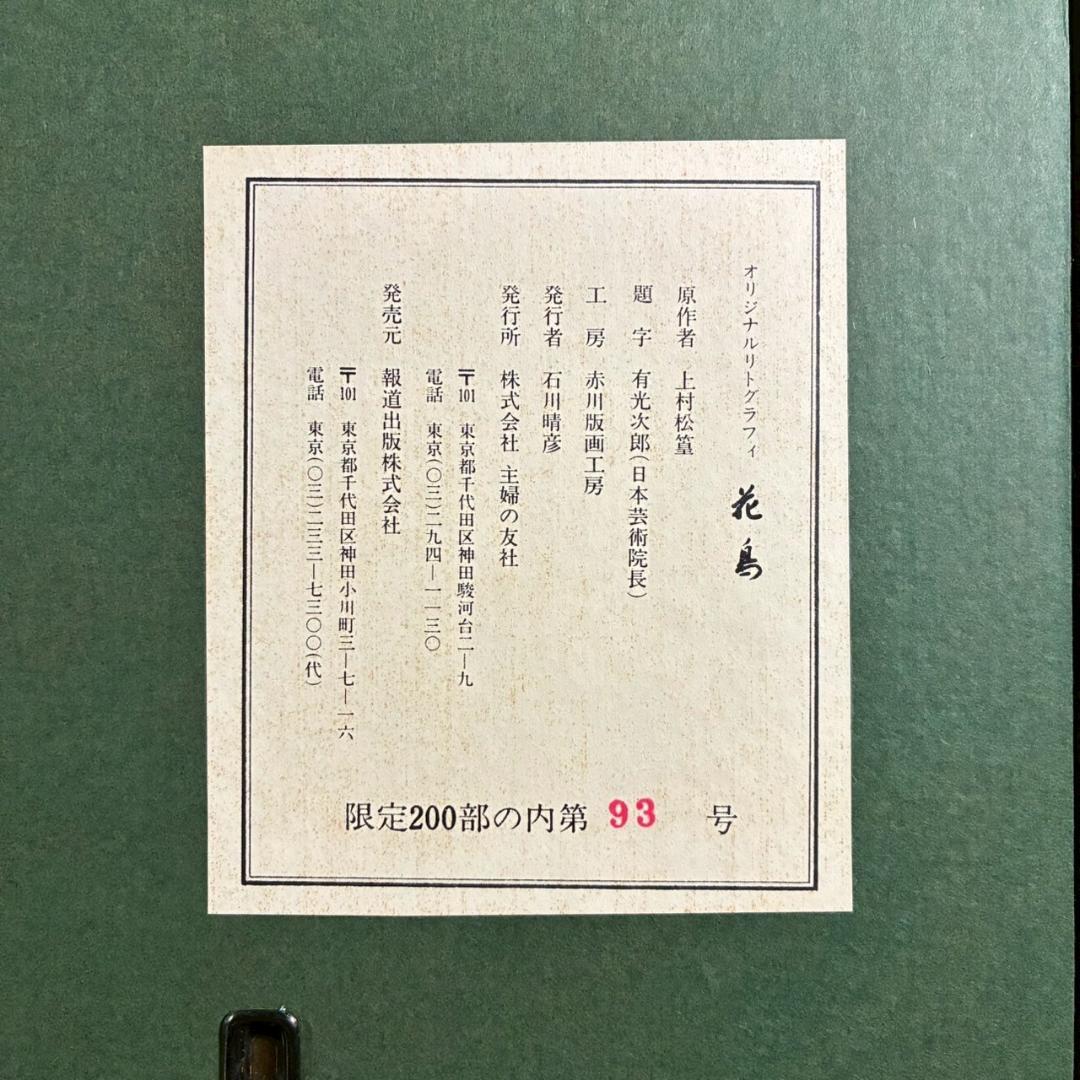 オリジナルリトグラフィ 花鳥
原作者 上村松篁
題字 有光次郎(日本芸術院長)
工房 赤川版画工房
発行者 石川晴彦
発行所 株式会社 主婦の友社
〒101 東京都千代田区神田駿河台二―九
電話 東京(〇三)二九四―一一三〇
発売元 報道出版株式会社
〒101 東京都千代田区神田小川町三―七―一六
電話 東京(〇三)二三三―七三〇〇(代)
限定200部の内第 93 号